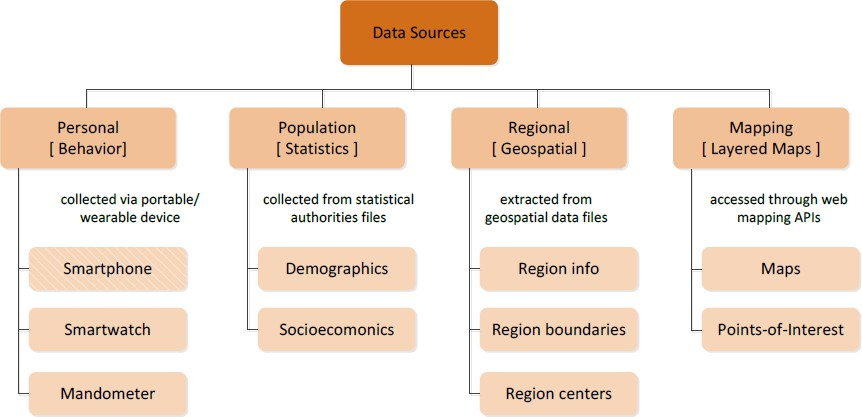 Data Sources
Personal
[ Behavior]
collected via portable/
wearable device
Smartphone
Smartwatch
Mandometer
Population
[ Statistics ]
collected from statistical
authorities files
Demographics
Socioecomonics
Regional
[ Geospatial ]
extracted from
geospatial data files
Region info
Region boundaries
Region centers
Mapping
[ Layered Maps ]
accessed through web
mapping APIs
Maps
Points-of-Interest